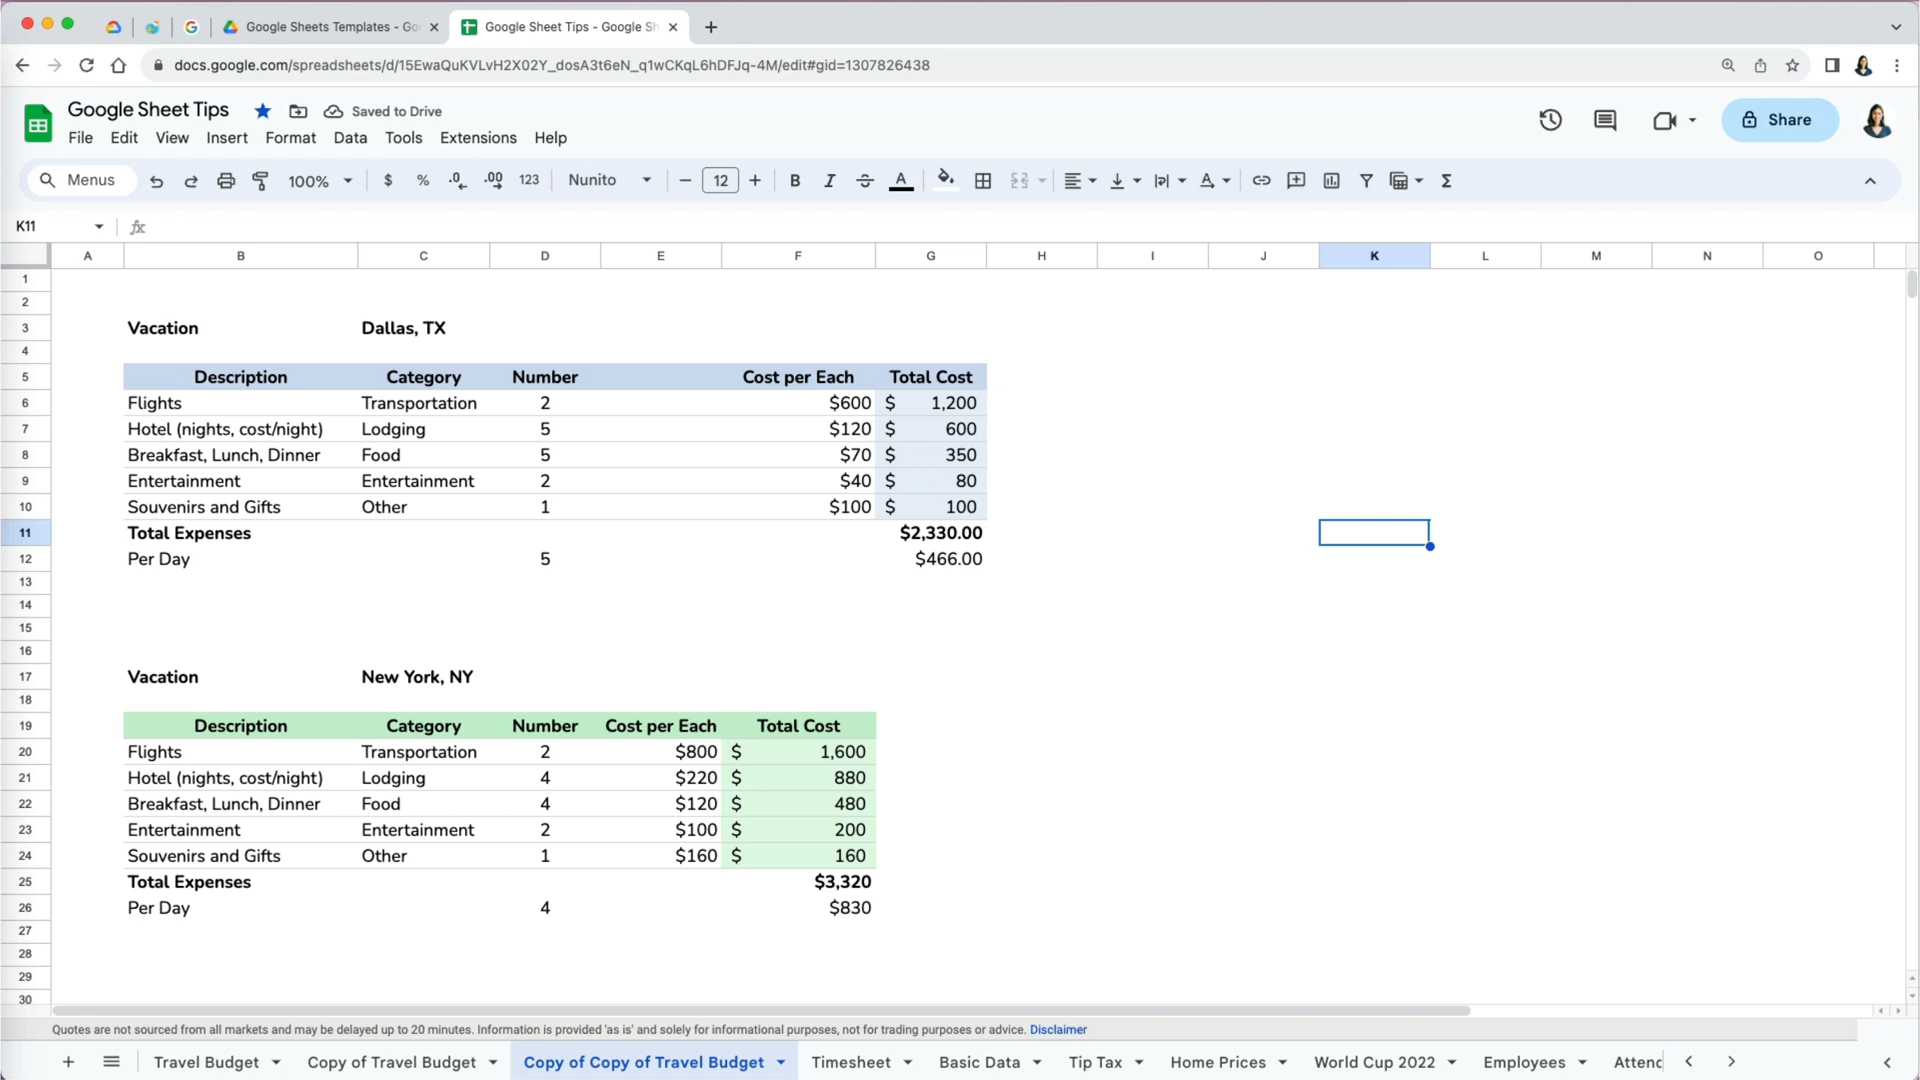 Google Sheets Templates - Go
Google Sheet Tips - Google Sh
docs.google.com/spreadsheets/d/15EwaQuKVLvH2X02Y_dosA3t6eN_q1wCKqL6hDFJq-4M/edit#gid=1307826438
Google Sheet Tips Saved to Drive
File Edit View Insert Format Data Tools Extensions Help
Share
Menus 100% $ % .0 .00 123 Nunito 12 B I A Σ
K11 fx
A B C D E F G H I J K L M N O
1
2
3 Vacation Dallas, TX
4
5 Description Category Number Cost per Each Total Cost
6 Flights Transportation 2 $600 $ 1,200
7 Hotel (nights, cost/night) Lodging 5 $120 $ 600
8 Breakfast, Lunch, Dinner Food 5 $70 $ 350
9 Entertainment Entertainment 2 $40 $ 80
10 Souvenirs and Gifts Other 1 $100 $ 100
11 Total Expenses $2,330.00
12 Per Day 5 $466.00
13
14
15
16
17 Vacation New York, NY
18
19 Description Category Number Cost per Each Total Cost
20 Flights Transportation 2 $800 $ 1,600
21 Hotel (nights, cost/night) Lodging 4 $220 $ 880
22 Breakfast, Lunch, Dinner Food 4 $120 $ 480
23 Entertainment Entertainment 2 $100 $ 200
24 Souvenirs and Gifts Other 1 $160 $ 160
25 Total Expenses $3,320
26 Per Day 4 $830
27
28
29
30
Quotes are not sourced from all markets and may be delayed up to 20 minutes. Information is provided 'as is' and solely for informational purposes, not for trading purposes or advice. Disclaimer
Travel Budget Copy of Travel Budget Copy of Copy of Travel Budget Timesheet Basic Data Tip Tax Home Prices World Cup 2022 Employees Attend